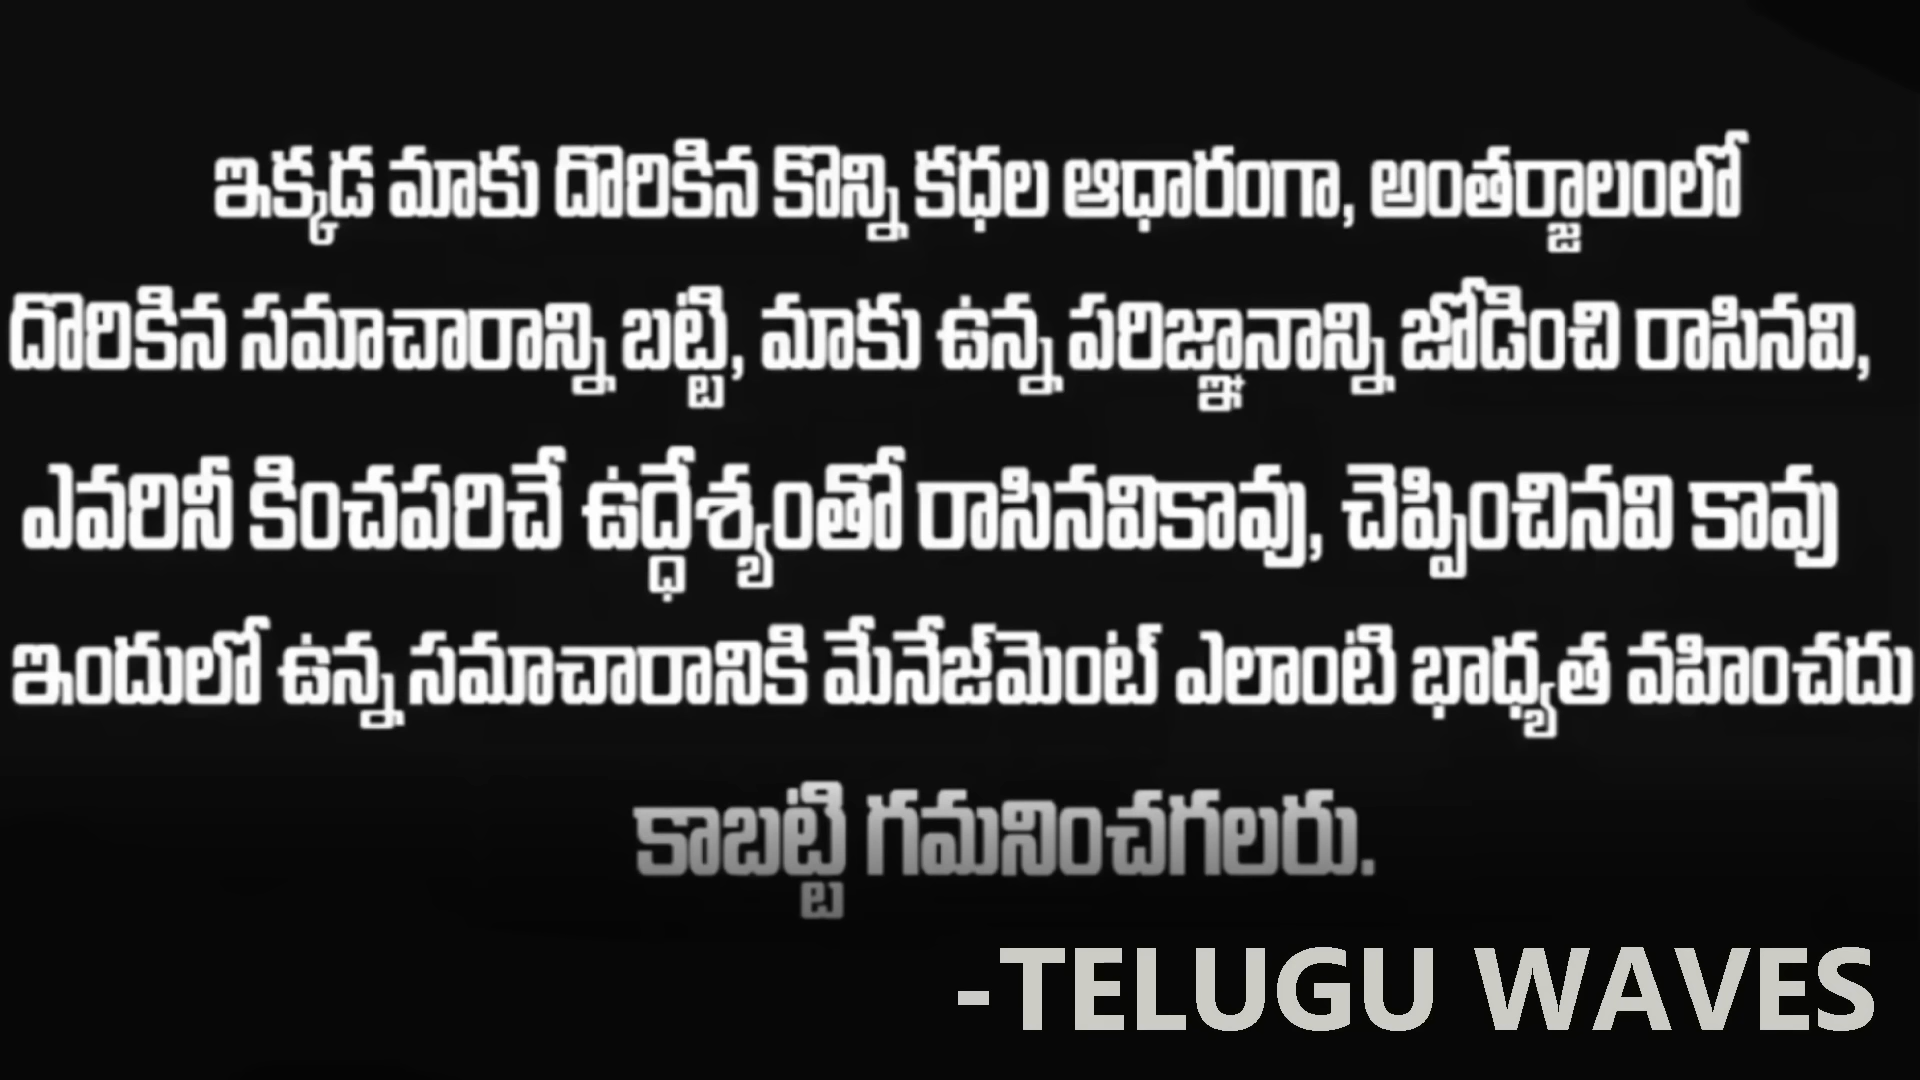 ఇక్కడ మాకు దొరికిన కొన్ని కధల ఆధారంగా, అంతర్జాలంలో
దొరికిన సమాచారాన్ని బట్టి, మాకు ఉన్న పరిజ్ఞానాన్ని జోడించి రాసినవి,
ఎవరినీ కించపరిచే ఉద్ధేశ్యంతో రాసినవికావు, చెప్పించినవి కావు
ఇందులో ఉన్న సమాచారానికి మేనేజ్‌మెంట్ ఎలాంటి భాధ్యత వహించదు
కాబట్టి గమనించగలరు.
-TELUGU WAVES